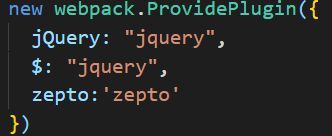 new webpack.ProvidePlugin({
  jQuery: "jquery",
  $: "jquery",
  zepto:'zepto'
})